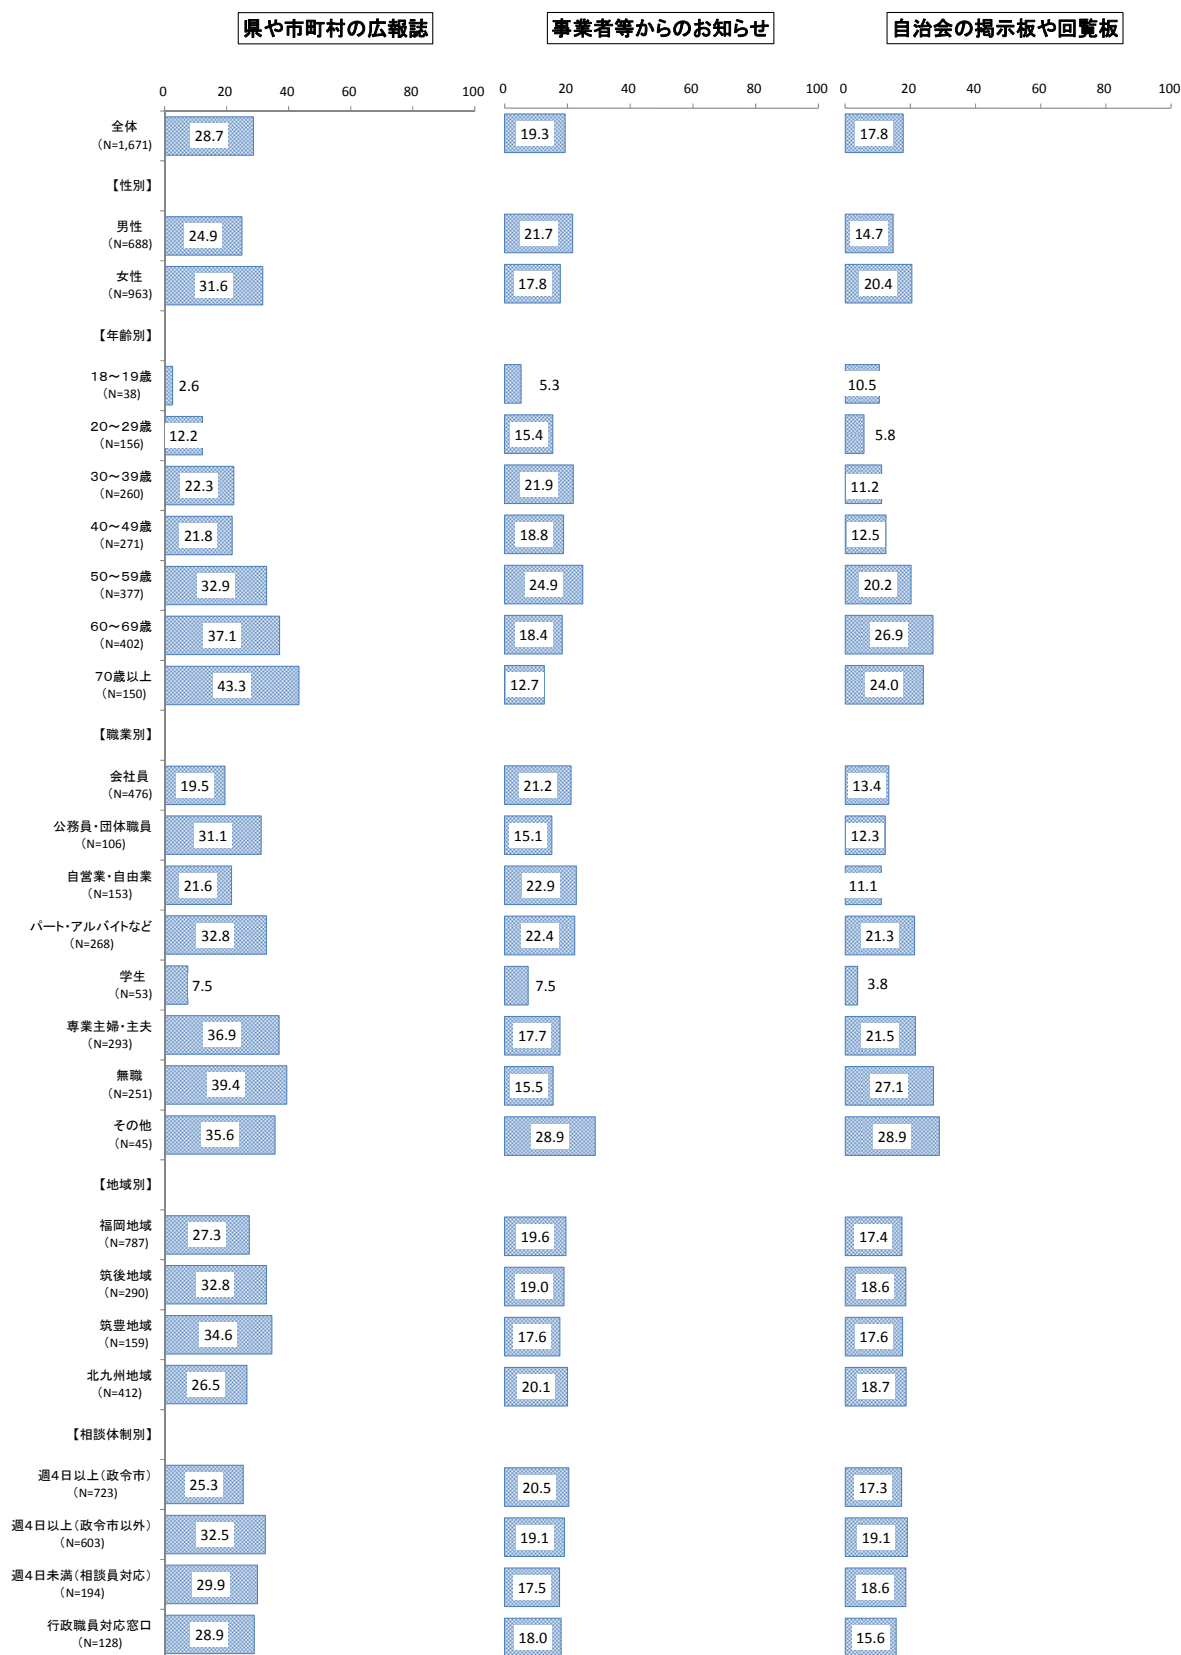 県や市町村の広報誌 事業者等からのお知らせ 自治会の掲示板や回覧板
0 20 40 60 80 100 0 20 40 60 80 100 0 20 40 60 80 100
全体
(N=1,671) 28.7 19.3 17.8
【性別】
男性
(N=688) 24.9 21.7 14.7
女性
(N=963) 31.6 17.8 20.4
【年齢別】
18～19歳
(N=38) 2.6 5.3 10.5
20～29歳
(N=156) 12.2 15.4 5.8
30～39歳
(N=260) 22.3 21.9 11.2
40～49歳
(N=271) 21.8 18.8 12.5
50～59歳
(N=377) 32.9 24.9 20.2
60～69歳
(N=402) 37.1 18.4 26.9
70歳以上
(N=150) 43.3 12.7 24.0
【職業別】
会社員
(N=476) 19.5 21.2 13.4
公務員・団体職員
(N=106) 31.1 15.1 12.3
自営業・自由業
(N=153) 21.6 22.9 11.1
パート・アルバイトなど
(N=268) 32.8 22.4 21.3
学生
(N=53) 7.5 7.5 3.8
専業主婦・主夫
(N=293) 36.9 17.7 21.5
無職
(N=251) 39.4 15.5 27.1
その他
(N=45) 35.6 28.9 28.9
【地域別】
福岡地域
(N=787) 27.3 19.6 17.4
筑後地域
(N=290) 32.8 19.0 18.6
筑豊地域
(N=159) 34.6 17.6 17.6
北九州地域
(N=412) 26.5 20.1 18.7
【相談体制別】
週4日以上(政令市)
(N=723) 25.3 20.5 17.3
週4日以上(政令市以外)
(N=603) 32.5 19.1 19.1
週4日未満(相談員対応)
(N=194) 29.9 17.5 18.6
行政職員対応窓口
(N=128) 28.9 18.0 15.6